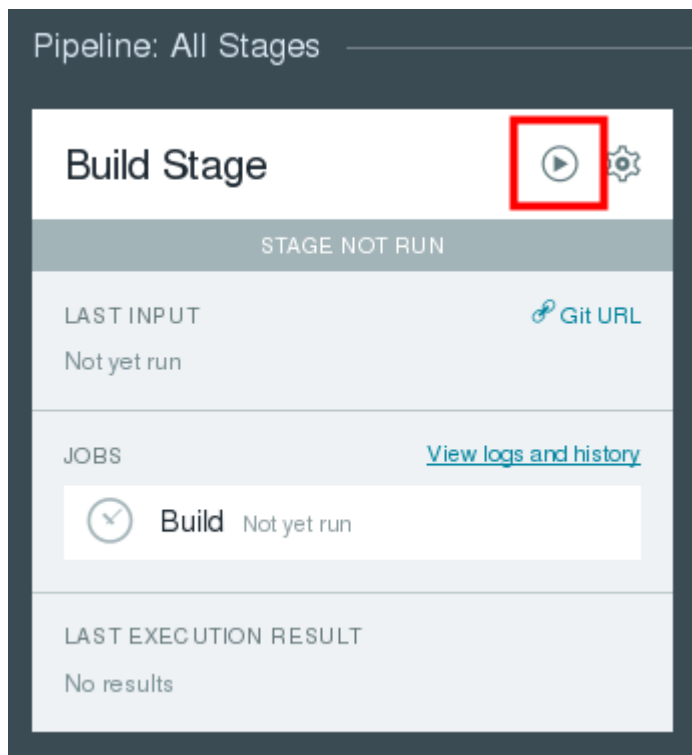 Pipeline: All Stages
Build Stage
STAGE NOT RUN
LAST INPUT Git URL
Not yet run
JOBS View logs and history
Build Not yet run
LAST EXECUTION RESULT
No results